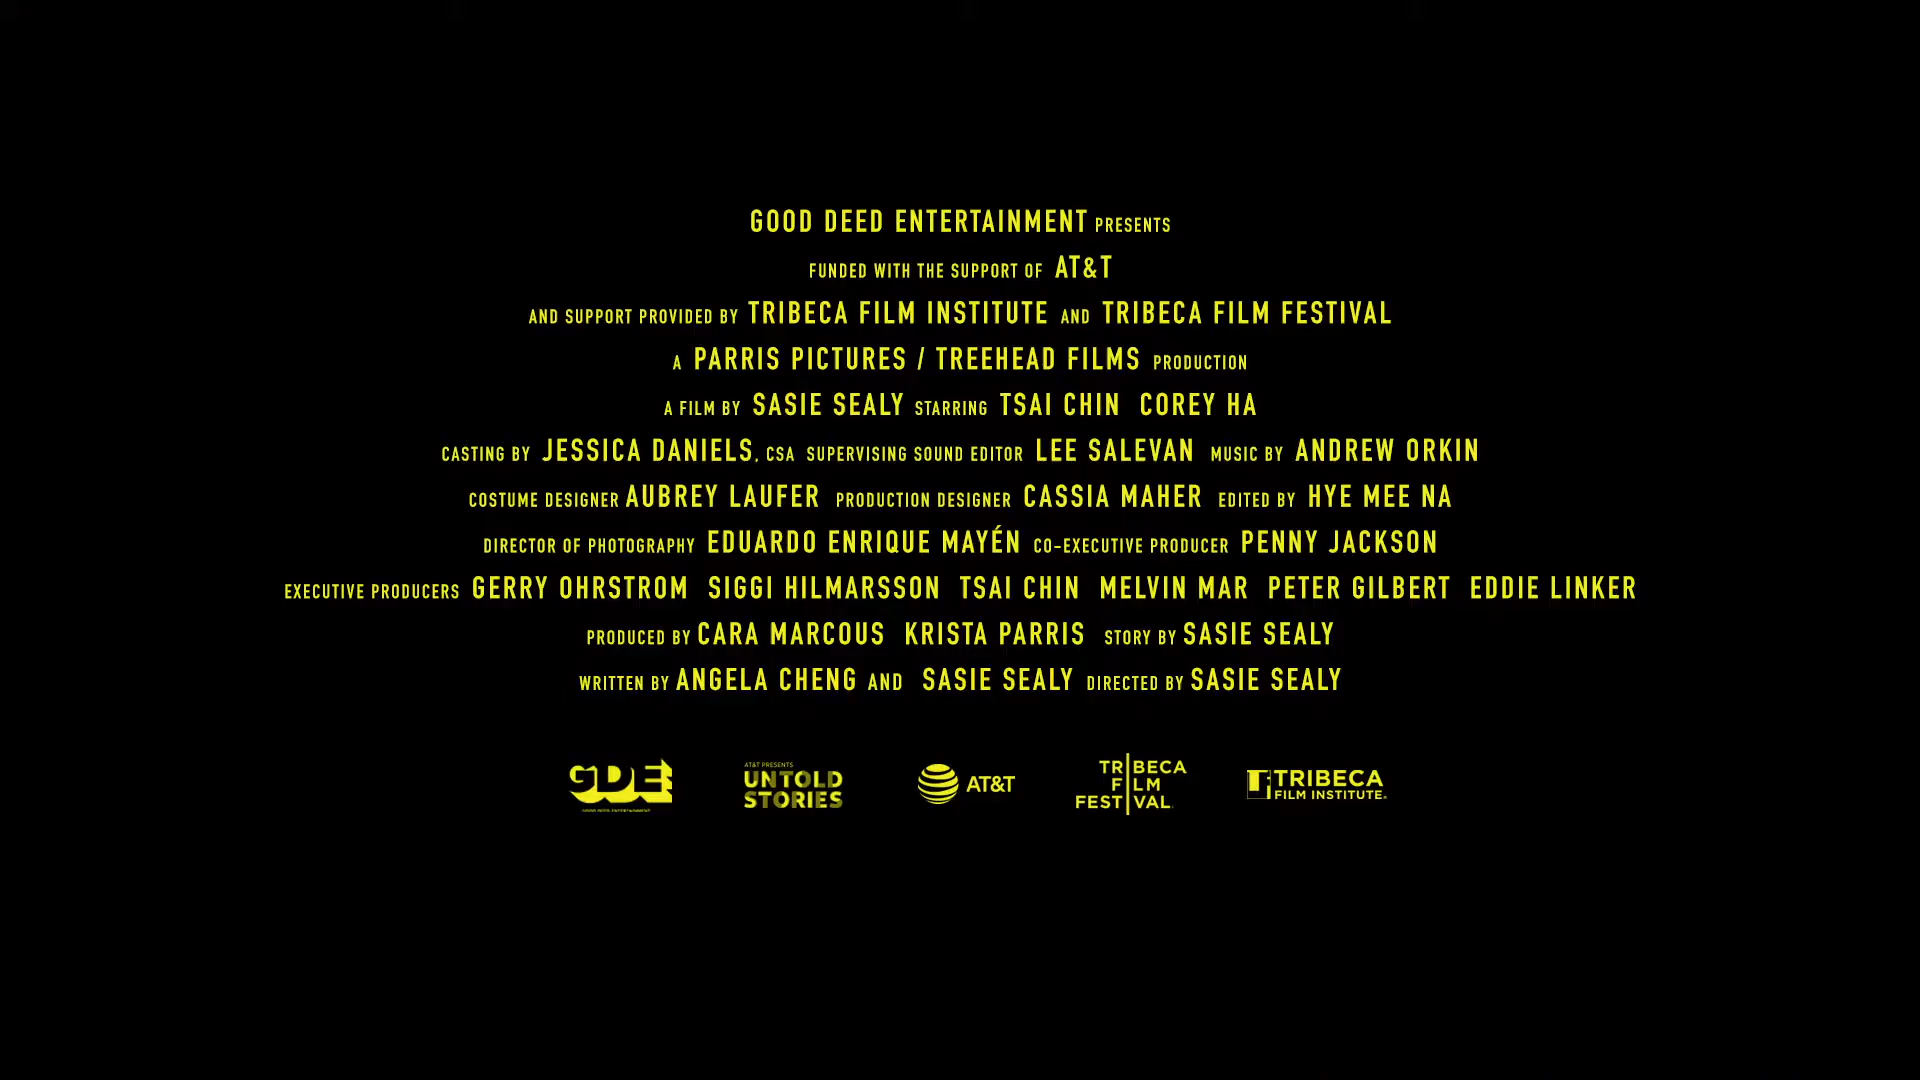 GOOD DEED ENTERTAINMENT PRESENTS
FUNDED WITH THE SUPPORT OF AT&T
AND SUPPORT PROVIDED BY TRIBECA FILM INSTITUTE AND TRIBECA FILM FESTIVAL
A PARRIS PICTURES / TREEHEAD FILMS PRODUCTION
A FILM BY SASIE SEALY STARRING TSAI CHIN COREY HA
CASTING BY JESSICA DANIELS, CSA SUPERVISING SOUND EDITOR LEE SALEVAN MUSIC BY ANDREW ORKIN
COSTUME DESIGNER AUBREY LAUFER PRODUCTION DESIGNER CASSIA MAHER EDITED BY HYE MEE NA
DIRECTOR OF PHOTOGRAPHY EDUARDO ENRIQUE MAYÉN CO-EXECUTIVE PRODUCER PENNY JACKSON
EXECUTIVE PRODUCERS GERRY OHRSTROM SIGGI HILMARSSON TSAI CHIN MELVIN MAR PETER GILBERT EDDIE LINKER
PRODUCED BY CARA MARCOUS KRISTA PARRIS STORY BY SASIE SEALY
WRITTEN BY ANGELA CHENG AND SASIE SEALY DIRECTED BY SASIE SEALY
GDE
GOOD DEED ENTERTAINMENT
AT&T PRESENTS
UNTOLD
STORIES
AT&T
TRIBECA
FILM
FESTIVAL
TRIBECA
FILM INSTITUTE